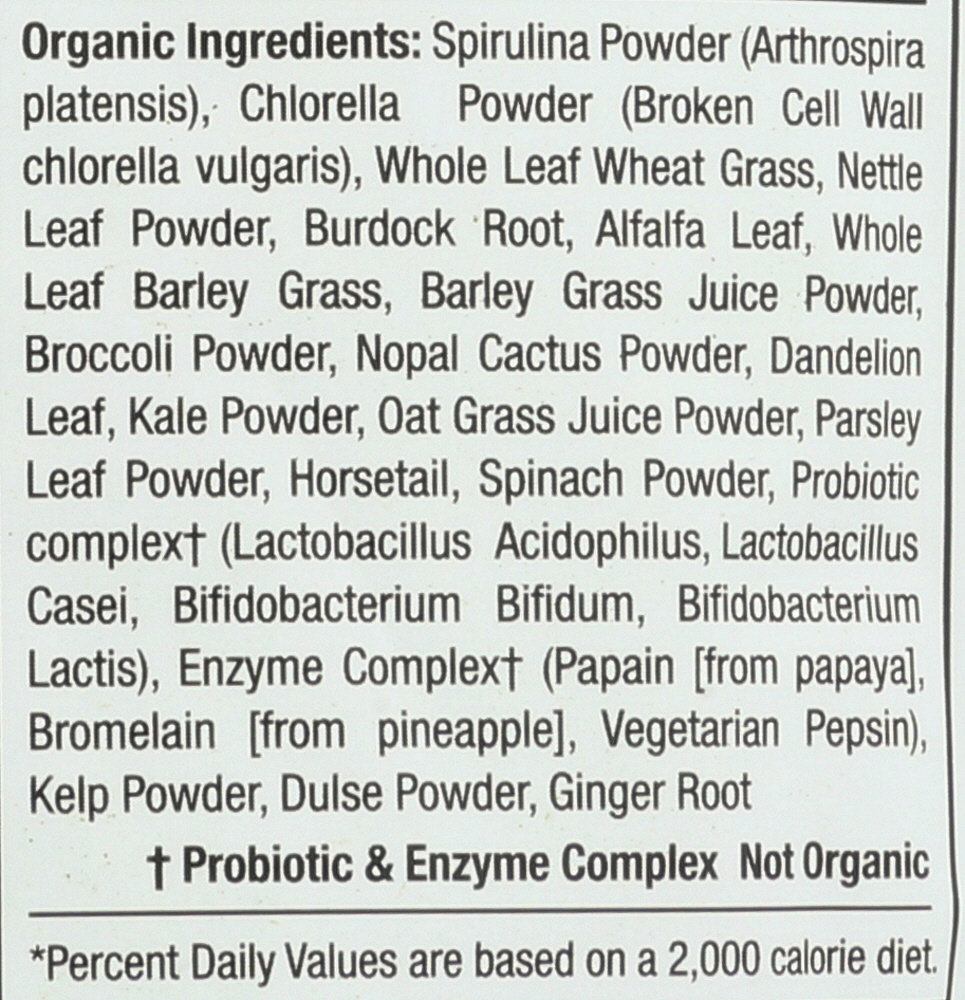 Organic Ingredients: Spirulina Powder (Arthrospira
platensis), Chlorella Powder (Broken Cell Wall
chlorella vulgaris), Whole Leaf Wheat Grass, Nettle
Leaf Powder, Burdock Root, Alfalfa Leaf, Whole
Leaf Barley Grass, Barley Grass Juice Powder,
Broccoli Powder, Nopal Cactus Powder, Dandelion
Leaf, Kale Powder, Oat Grass Juice Powder, Parsley
Leaf Powder, Horsetail, Spinach Powder, Probiotic
complex† (Lactobacillus Acidophilus, Lactobacillus
Casei, Bifidobacterium Bifidum, Bifidobacterium
Lactis), Enzyme Complex† (Papain [from papaya],
Bromelain [from pineapple], Vegetarian Pepsin),
Kelp Powder, Dulse Powder, Ginger Root
† Probiotic & Enzyme Complex Not Organic
*Percent Daily Values are based on a 2,000 calorie diet.